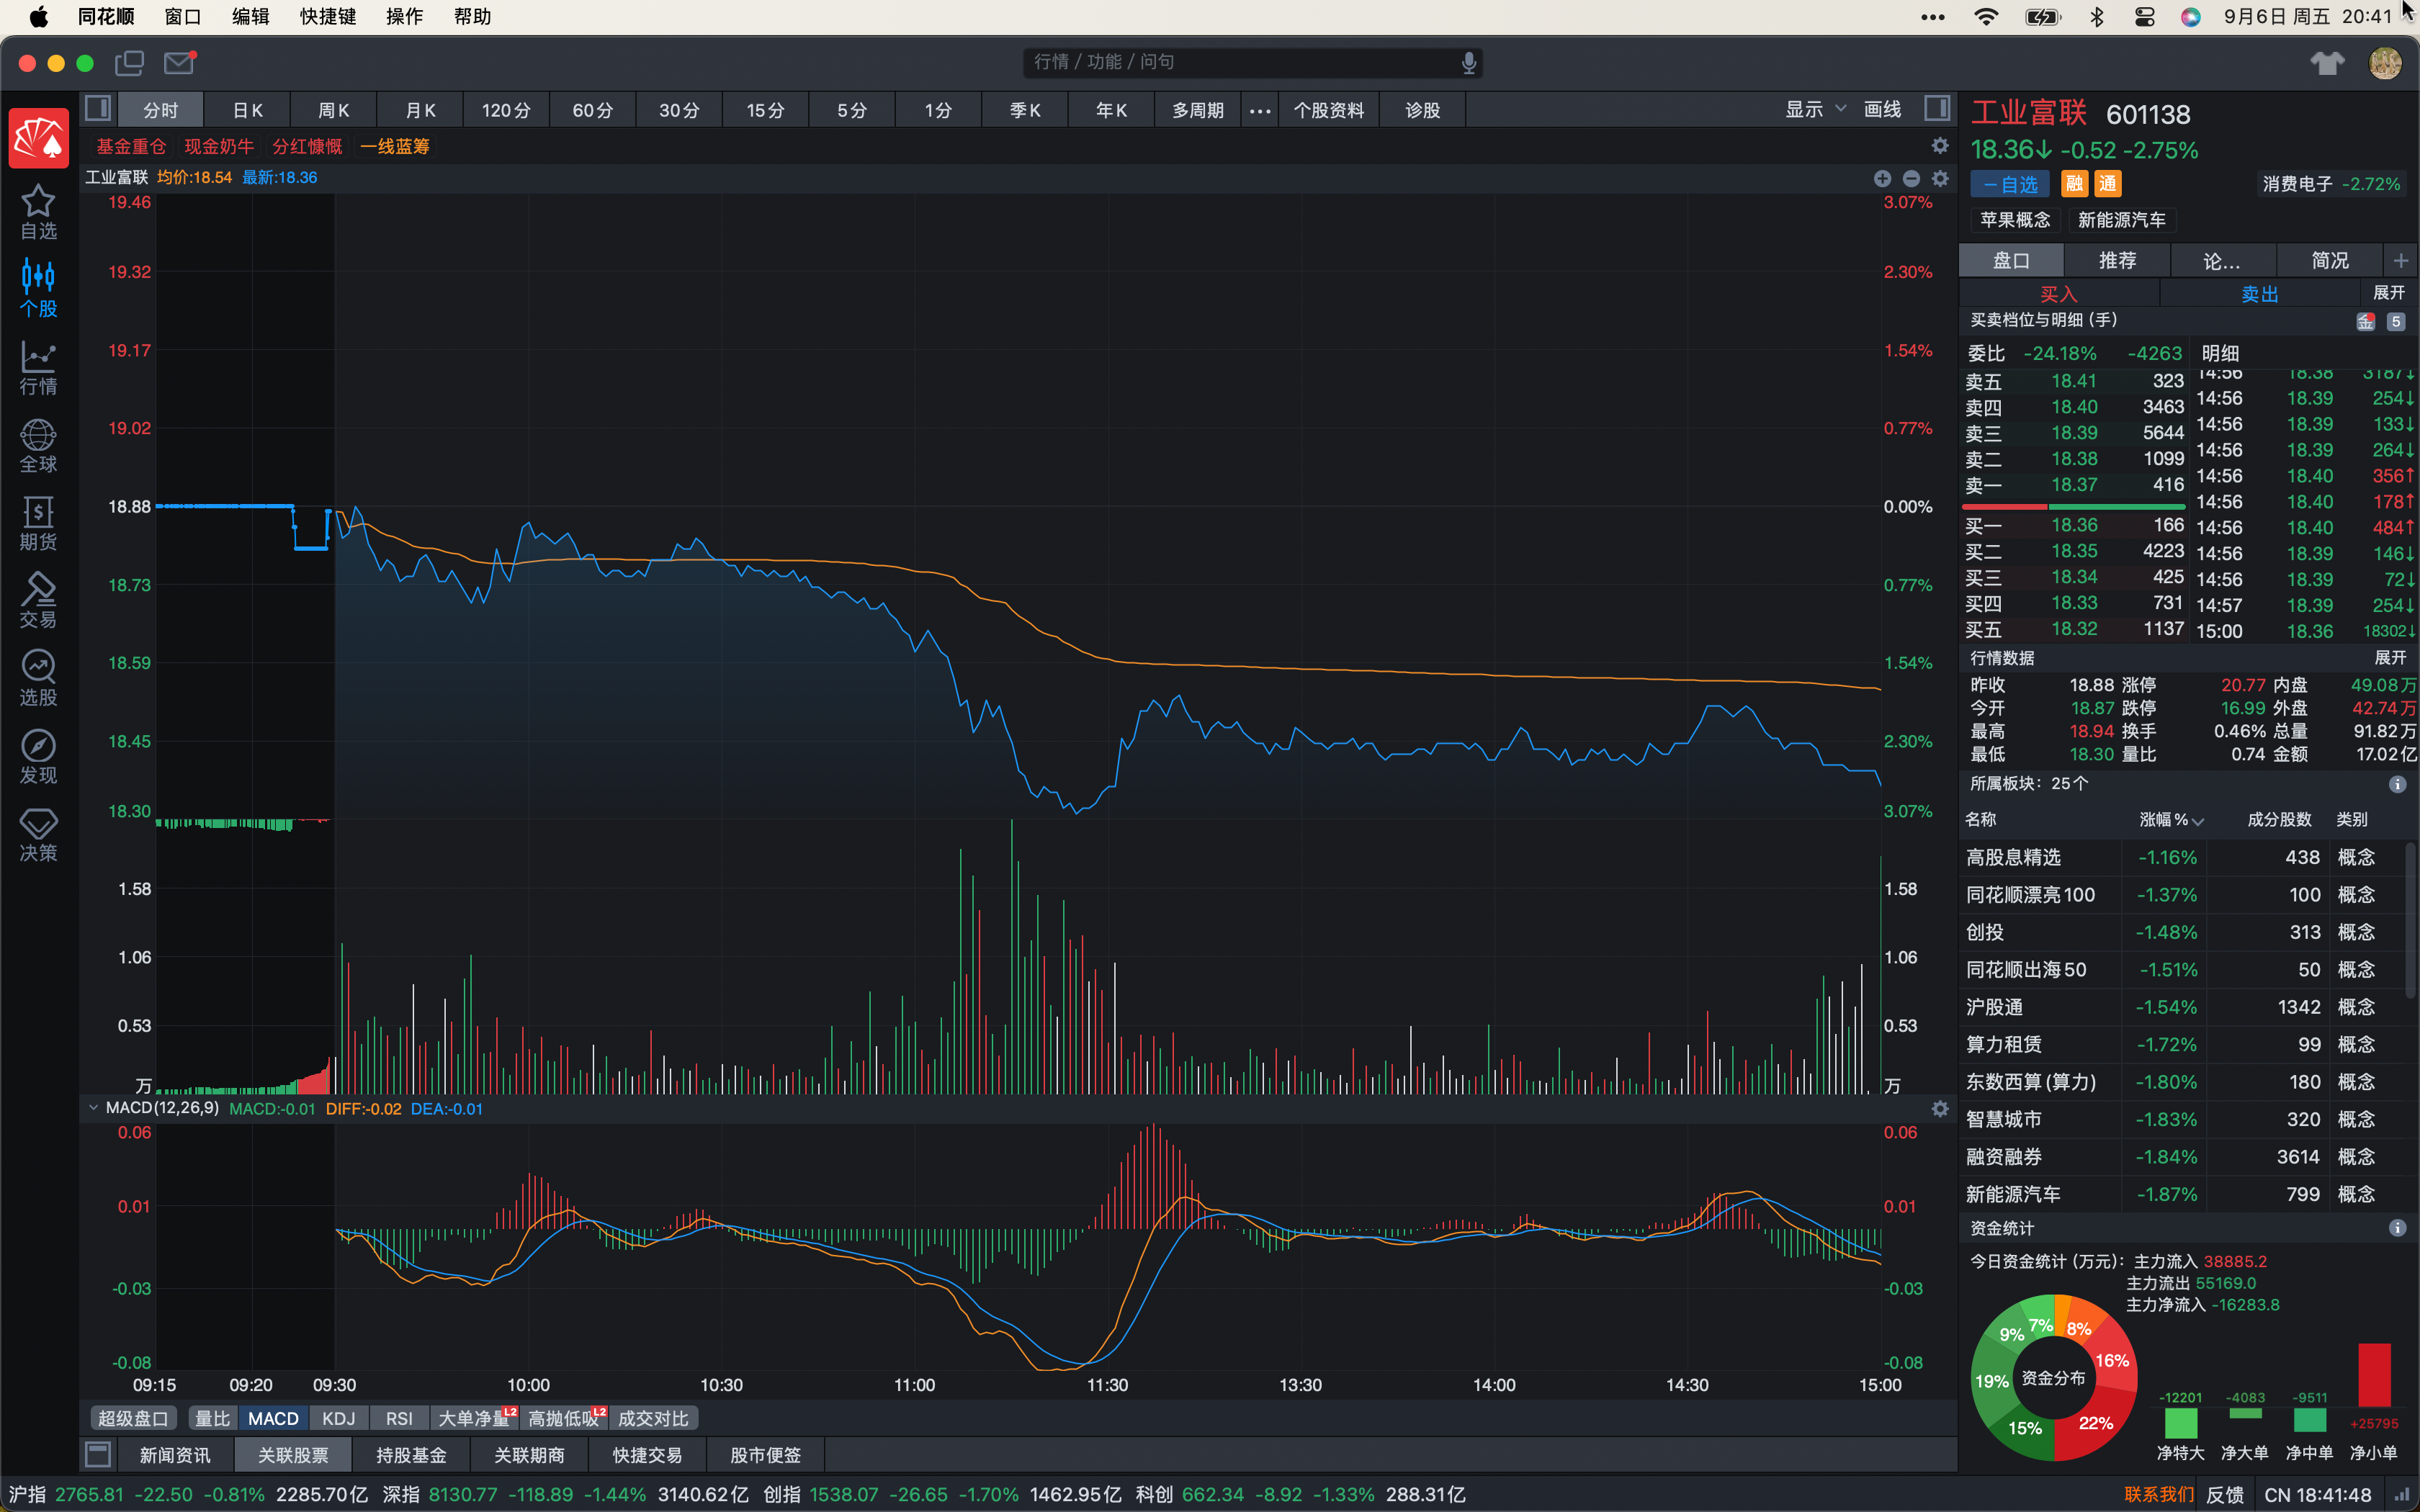 同花顺 窗口 编辑 快捷键 操作 帮助 9月6日 周五 20:41
行情 / 功能 / 问句
分时 日K 周K 月K 120分 60分 30分 15分 5分 1分 季K 年K 多周期 ••• 个股资料 诊股 显示 画线
基金重仓 现金奶牛 分红慷慨 一线蓝筹
工业富联 均价:18.54 最新:18.36
自选
个股
行情
全球
期货
交易
选股
发现
决策
19.46 3.07%
19.32 2.30%
19.17 1.54%
19.02 0.77%
18.88 0.00%
18.73 0.77%
18.59 1.54%
18.45 2.30%
18.30 3.07%
1.58 1.58
1.06 1.06
0.53 0.53
万 万
MACD(12,26,9) MACD:-0.01 DIFF:-0.02 DEA:-0.01
0.06 0.06
0.01 0.01
-0.03 -0.03
-0.08 -0.08
09:15 09:20 09:30 10:00 10:30 11:00 11:30 13:30 14:00 14:30 15:00
超级盘口 量比 MACD KDJ RSI 大单净量 L2 高抛低吸 L2 成交对比
新闻资讯 关联股票 持股基金 关联期商 快捷交易 股市便签
工业富联 601138
18.36↓ -0.52 -2.75%
－自选 融 通 消费电子 -2.72%
苹果概念 新能源汽车
盘口 推荐 论... 简况 +
买入 卖出 展开
买卖档位与明细 (手) 5
委比 -24.18% -4263 明细
卖五 18.41 323
卖四 18.40 3463
卖三 18.39 5644
卖二 18.38 1099
卖一 18.37 416
买一 18.36 166
买二 18.35 4223
买三 18.34 425
买四 18.33 731
买五 18.32 1137
14:56 18.38 3187↓
14:56 18.39 254↓
14:56 18.39 133↓
14:56 18.39 264↓
14:56 18.40 356↑
14:56 18.40 178↑
14:56 18.40 484↑
14:56 18.39 146↓
14:56 18.39 72↓
14:57 18.39 254↓
15:00 18.36 18302↓
行情数据 展开
昨收 18.88 涨停 20.77 内盘 49.08万
今开 18.87 跌停 16.99 外盘 42.74万
最高 18.94 换手 0.46% 总量 91.82万
最低 18.30 量比 0.74 金额 17.02亿
所属板块：25个
名称 涨幅% 成分股数 类别
高股息精选 -1.16% 438 概念
同花顺漂亮100 -1.37% 100 概念
创投 -1.48% 313 概念
同花顺出海50 -1.51% 50 概念
沪股通 -1.54% 1342 概念
算力租赁 -1.72% 99 概念
东数西算(算力) -1.80% 180 概念
智慧城市 -1.83% 320 概念
融资融券 -1.84% 3614 概念
新能源汽车 -1.87% 799 概念
资金统计
今日资金统计 (万元)： 主力流入 38885.2
主力流出 55169.0
主力净流入 -16283.8
资金分布
7% 8% 9% 16% 19% 22% 15%
-12201 -4083 -9511 +25795
净特大 净大单 净中单 净小单
沪指 2765.81 -22.50 -0.81% 2285.70亿 深指 8130.77 -118.89 -1.44% 3140.62亿 创指 1538.07 -26.65 -1.70% 1462.95亿 科创 662.34 -8.92 -1.33% 288.31亿 联系我们 反馈 CN 18:41:48